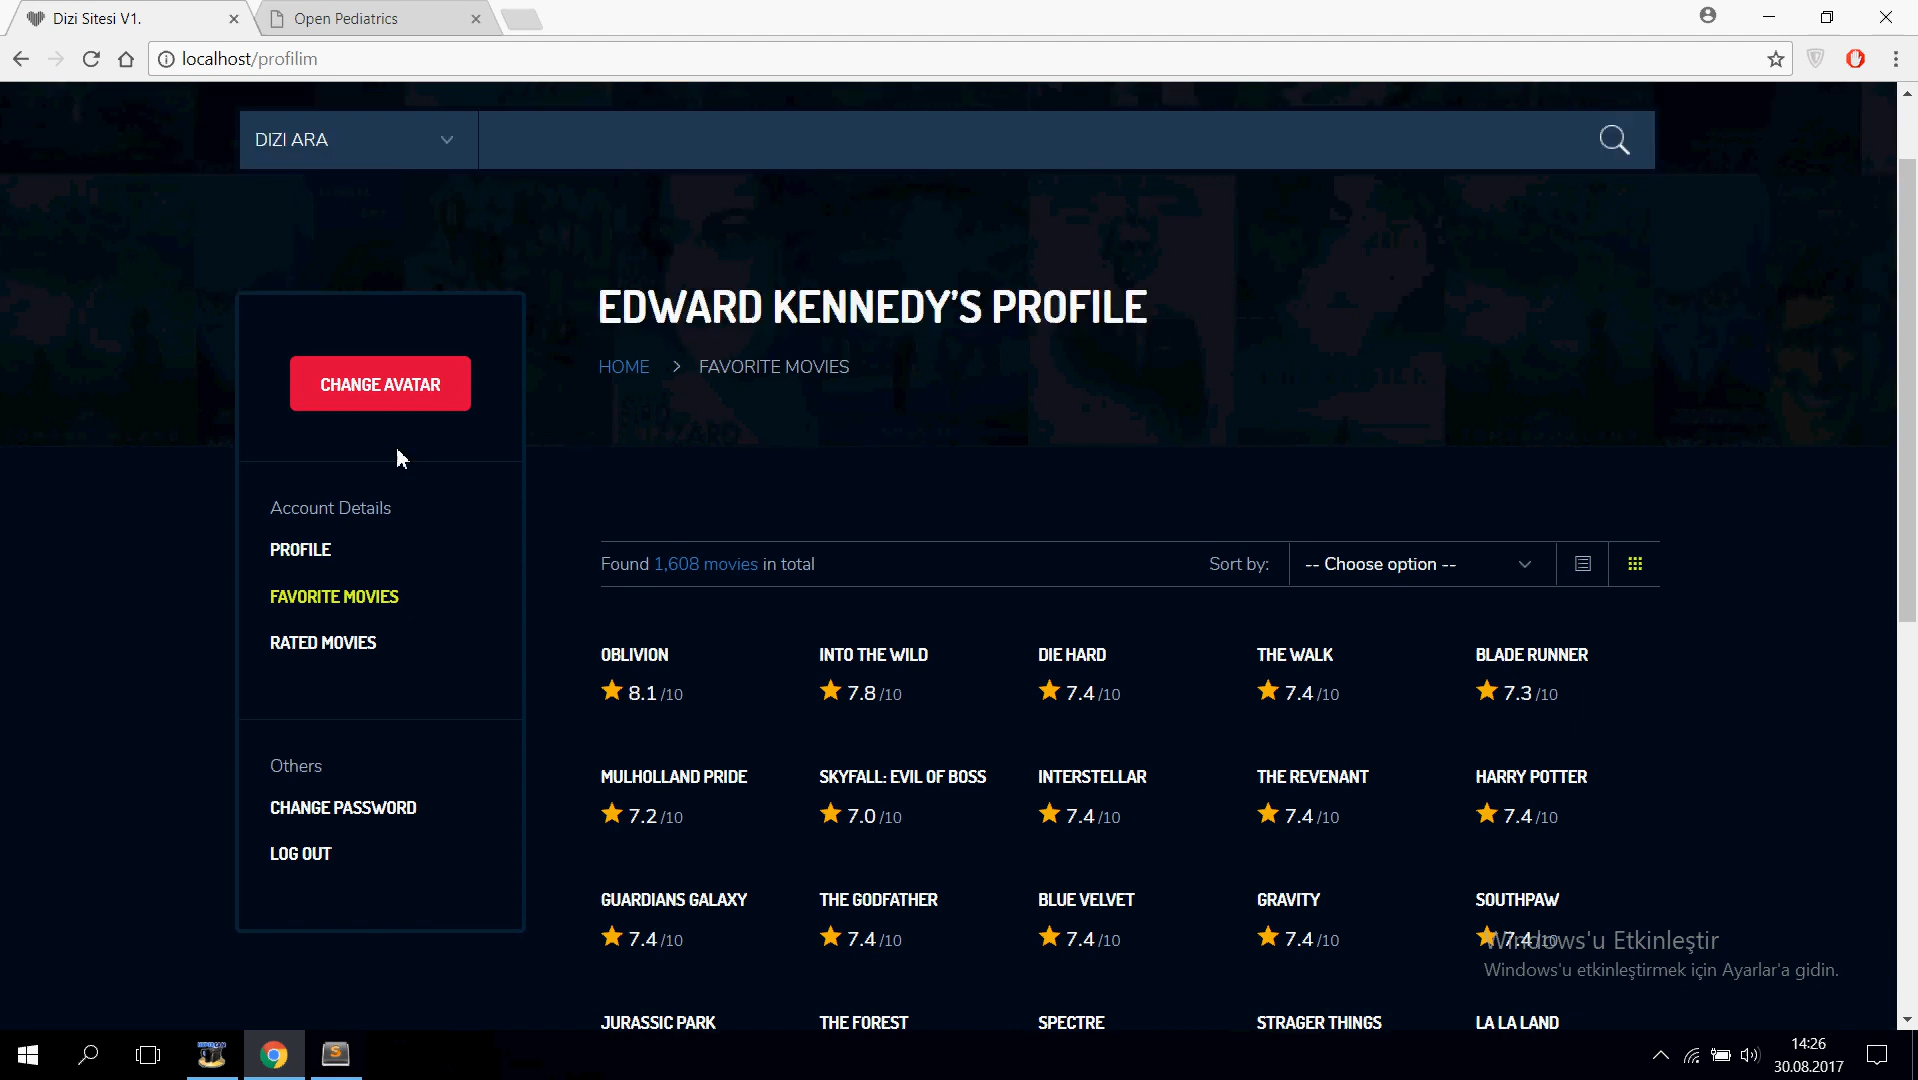 Dizi Sitesi V1.
Open Pediatrics
localhost/profilim
DIZI ARA
EDWARD KENNEDY'S PROFILE
HOME > FAVORITE MOVIES
CHANGE AVATAR
Account Details
PROFILE
FAVORITE MOVIES
RATED MOVIES
Others
CHANGE PASSWORD
LOG OUT
Found 1,608 movies in total
Sort by: -- Choose option --
OBLIVION INTO THE WILD DIE HARD THE WALK BLADE RUNNER
8.1 /10 7.8 /10 7.4 /10 7.4 /10 7.3 /10
MULHOLLAND PRIDE SKYFALL: EVIL OF BOSS INTERSTELLAR THE REVENANT HARRY POTTER
7.2 /10 7.0 /10 7.4 /10 7.4 /10 7.4 /10
GUARDIANS GALAXY THE GODFATHER BLUE VELVET GRAVITY SOUTHPAW
7.4 /10 7.4 /10 7.4 /10 7.4 /10 7.4 /10
Windows'u Etkinleştir
Windows'u etkinleştirmek için Ayarlar'a gidin.
JURASSIC PARK THE FOREST SPECTRE STRAGER THINGS LA LA LAND
14:26
30.08.2017